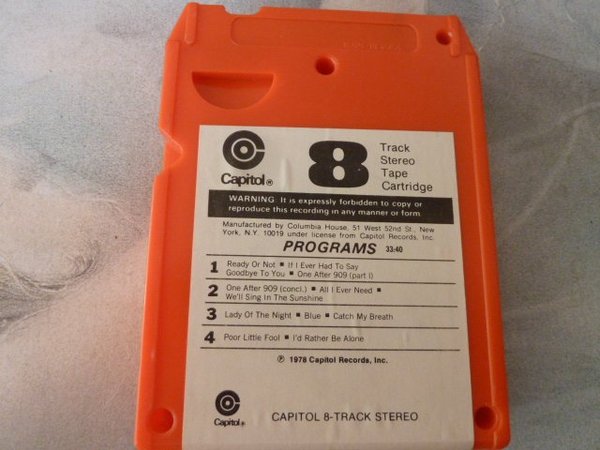 Capitol®
8 Track
Stereo
Tape
Cartridge
WARNING It is expressly forbidden to copy or
reproduce this recording in any manner or form
Manufactured by Columbia House, 51 West 52nd St., New
York, N.Y. 10019 under license from Capitol Records, Inc.
PROGRAMS 33:40
1 Ready Or Not ■ If I Ever Had To Say
Goodbye To You ■ One After 909 (part I)
2 One After 909 (concl.) ■ All I Ever Need ■
We'll Sing In The Sunshine
3 Lady Of The Night ■ Blue ■ Catch My Breath
4 Poor Little Fool ■ I'd Rather Be Alone
℗ 1978 Capitol Records, Inc.
Capitol®
CAPITOL 8-TRACK STEREO